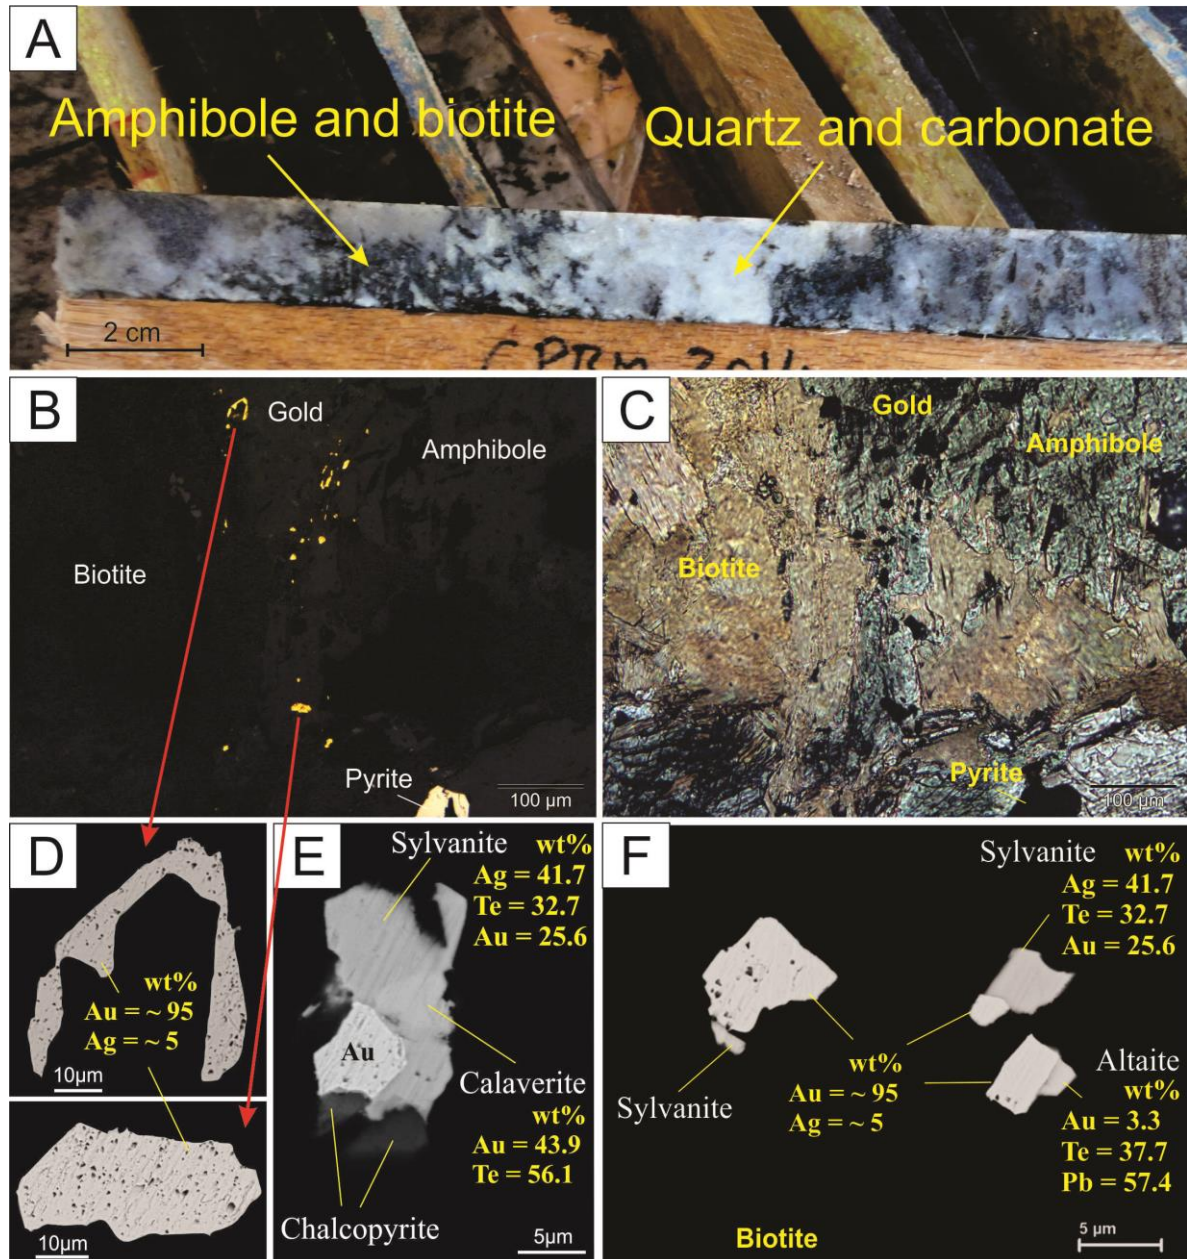 A
Amphibole and biotite
Quartz and carbonate
2 cm
B
Gold
Amphibole
Biotite
Pyrite
100 µm
C
Gold
Amphibole
Biotite
Pyrite
100 µm
D
wt%
Au = ~ 95
Ag = ~ 5
10µm
10µm
E
Sylvanite
wt%
Ag = 41.7
Te = 32.7
Au = 25.6
Au
Calaverite
wt%
Au = 43.9
Te = 56.1
Chalcopyrite
5µm
F
Sylvanite
wt%
Ag = 41.7
Te = 32.7
Au = 25.6
Sylvanite
wt%
Au = ~ 95
Ag = ~ 5
Altaite
wt%
Au = 3.3
Te = 37.7
Pb = 57.4
Biotite
5 µm